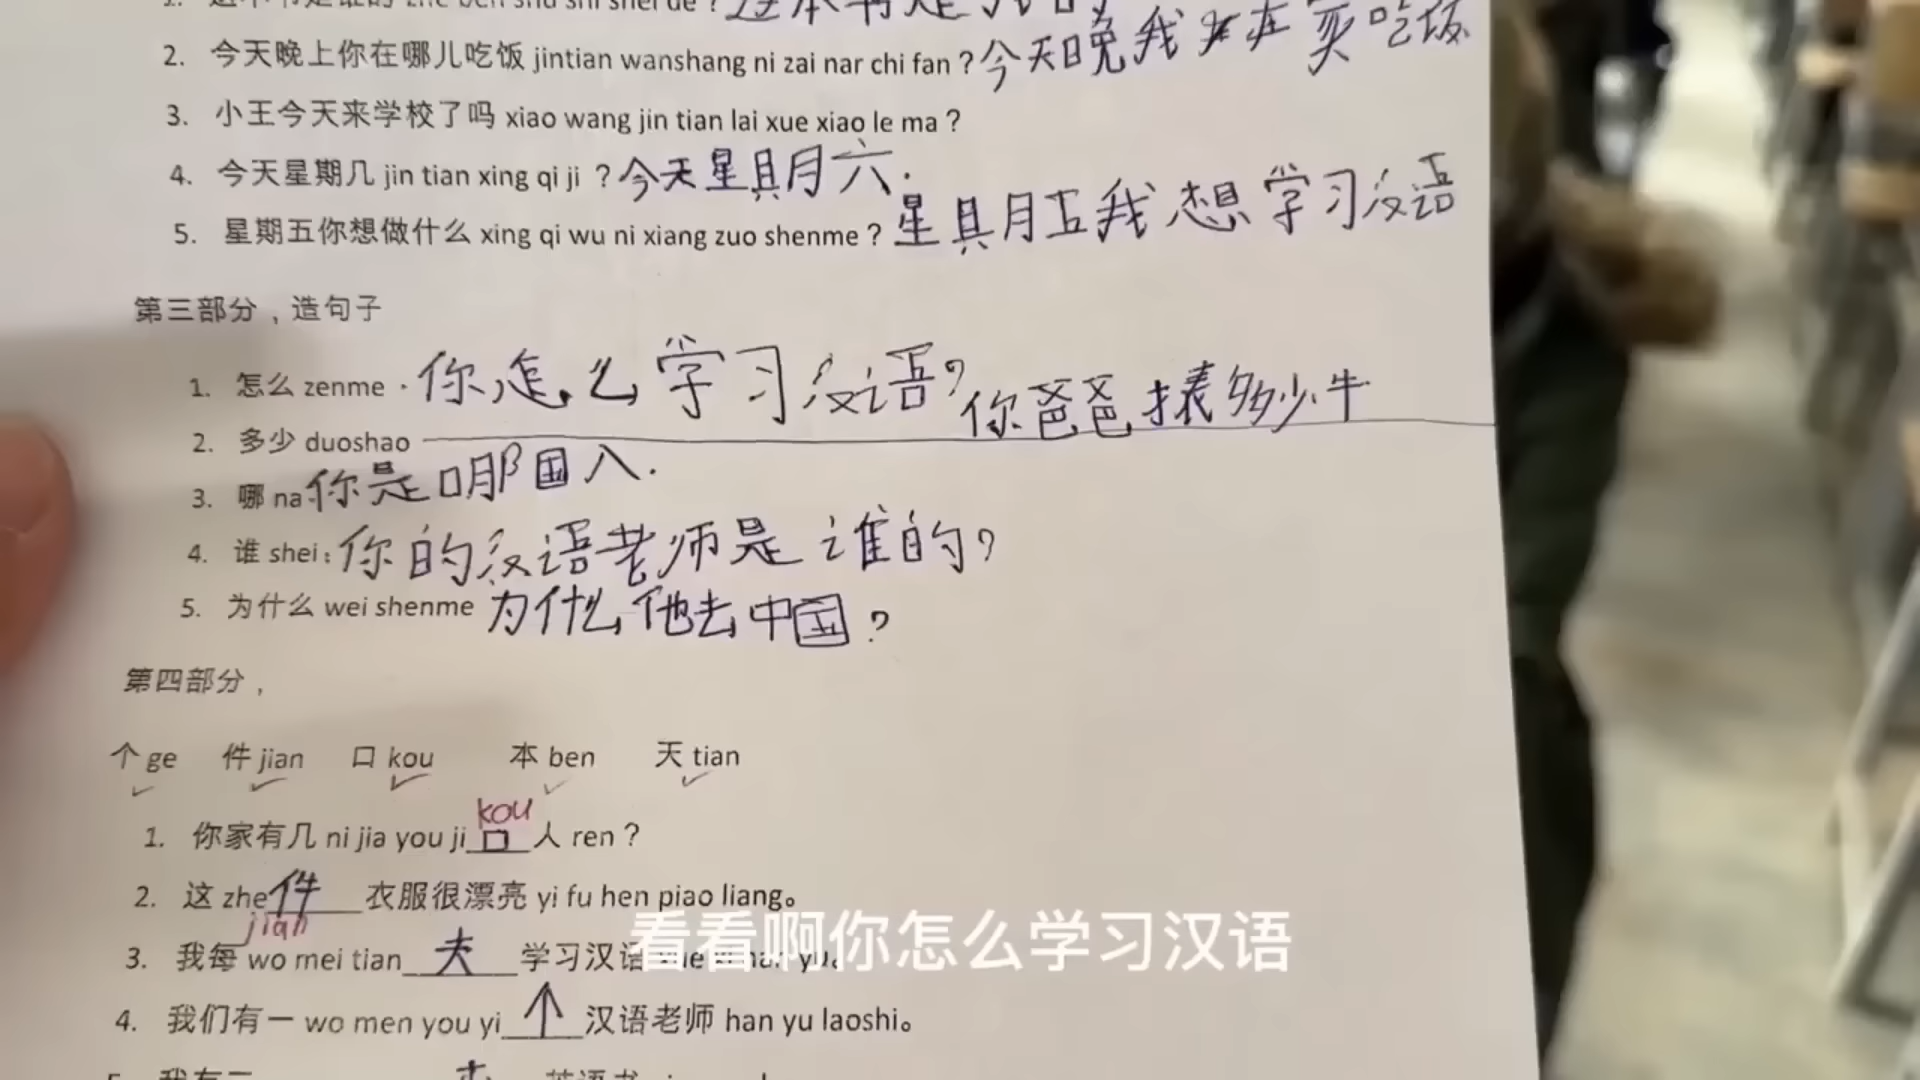 2. 今天晚上你在哪儿吃饭 jintian wanshang ni zai nar chi fan ? 今天晚我 在 买 吃饭
3. 小王今天来学校了吗 xiao wang jin tian lai xue xiao le ma ?
4. 今天星期几 jin tian xing qi ji ? 今天星期六.
5. 星期五你想做什么 xing qi wu ni xiang zuo shenme ? 星期五我想学习汉语
第三部分，造句子
1. 怎么 zenme · 你怎么学习汉语?
2. 多少 duoshao 你爸爸 多少
3. 哪 na 你是哪国人.
4. 谁 shei: 你的汉语老师是谁的?
5. 为什么 wei shenme 为什么他去中国?
第四部分，
个 ge 件 jian 口 kou 本 ben 天 tian
kou
1. 你家有几 ni jia you ji 口 人 ren ?
2. 这 zhe 件 衣服很漂亮 yi fu hen piao liang。
jian
3. 我每 wo mei tian 天 学习汉语
看看啊你怎么学习汉语
4. 我们有一 wo men you yi 个 汉语老师 han yu laoshi。